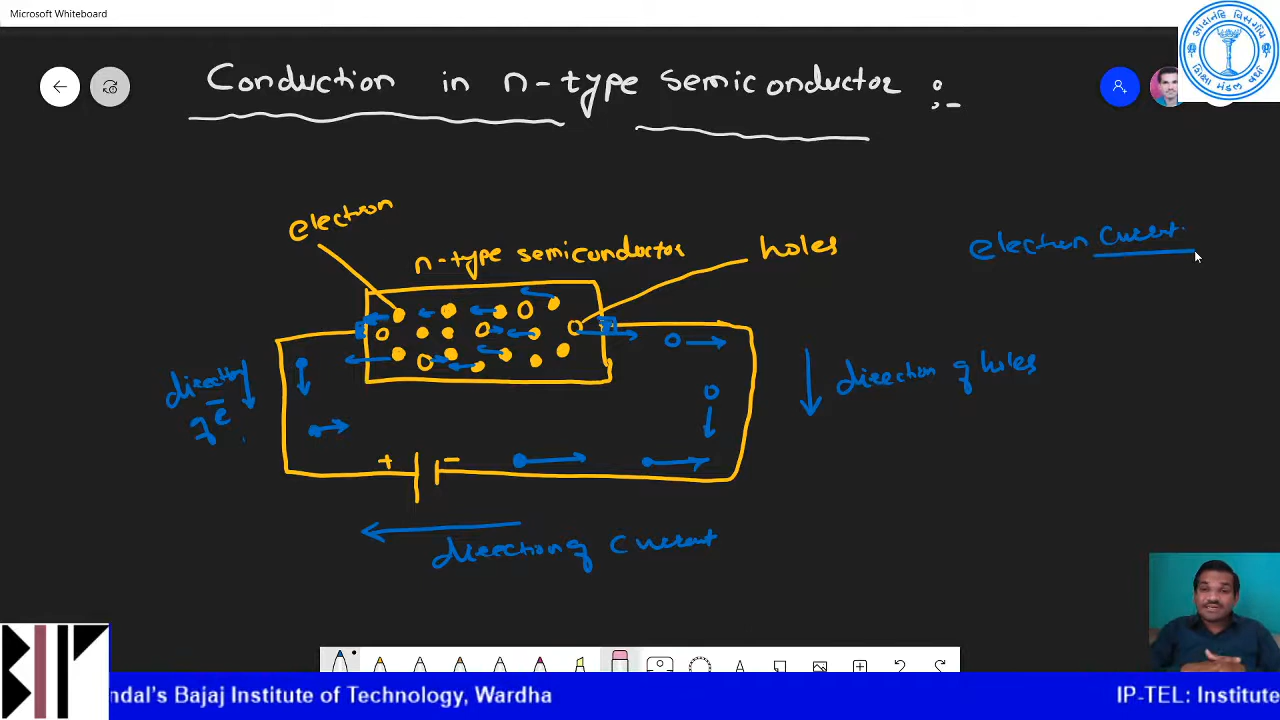 Microsoft Whiteboard
Conduction in n-type semiconductor :-
electron
n-type semiconductor
holes
electron current
direction
of e
direction of holes
+ -
direction of current
ndal's Bajaj Institute of Technology, Wardha
IP-TEL: Institute